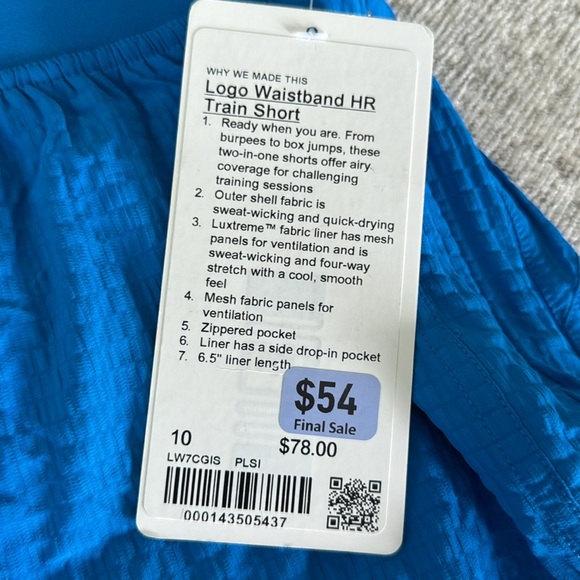 WHY WE MADE THIS
Logo Waistband HR
Train Short
1. Ready when you are. From
burpees to box jumps, these
two-in-one shorts offer airy
coverage for challenging
training sessions
2. Outer shell fabric is
sweat-wicking and quick-drying
3. Luxtreme™ fabric liner has mesh
panels for ventilation and is
sweat-wicking and four-way
stretch with a cool, smooth
feel
4. Mesh fabric panels for
ventilation
5. Zippered pocket
6. Liner has a side drop-in pocket
7. 6.5" liner length
$54
Final Sale
10
$78.00
LW7CGIS PLSI
000143505437